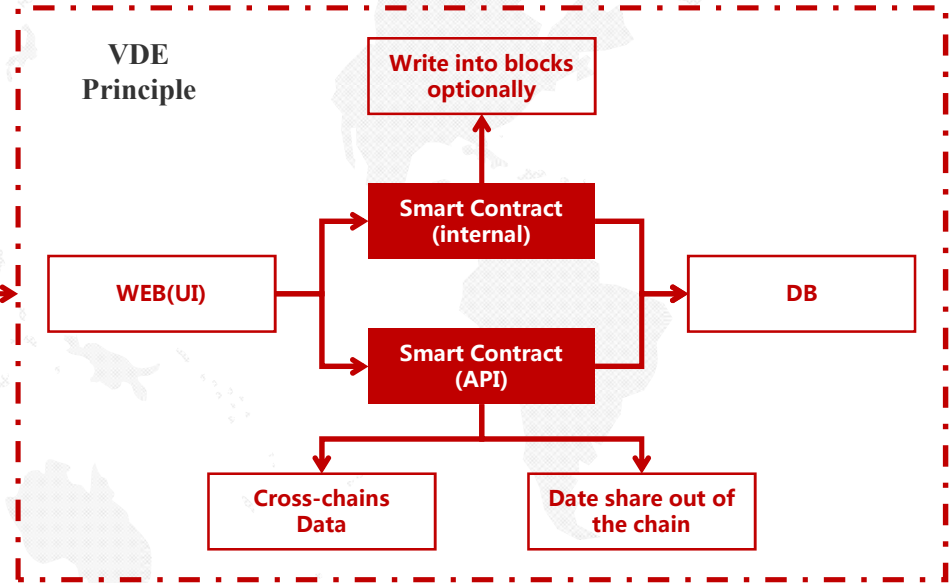 VDE
Principle
Write into blocks
optionally
Smart Contract
(internal)
WEB(UI)
DB
Smart Contract
(API)
Cross-chains
Data
Date share out of
the chain